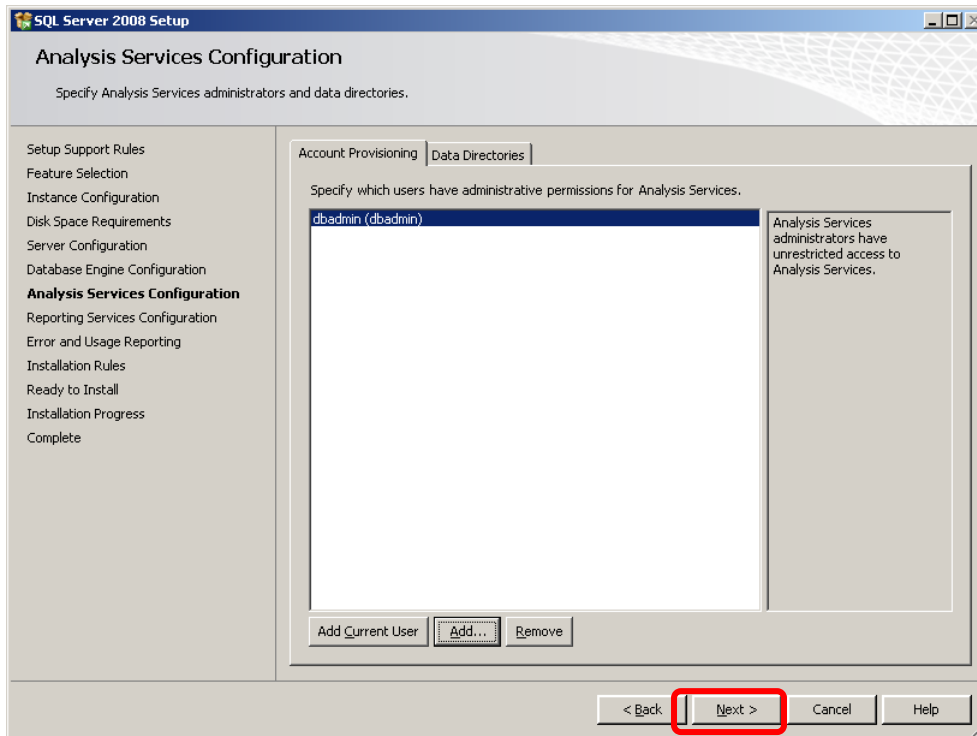 SQL Server 2008 Setup
Analysis Services Configuration
Specify Analysis Services administrators and data directories.
Setup Support Rules
Feature Selection
Instance Configuration
Disk Space Requirements
Server Configuration
Database Engine Configuration
Analysis Services Configuration
Reporting Services Configuration
Error and Usage Reporting
Installation Rules
Ready to Install
Installation Progress
Complete
Account Provisioning
Data Directories
Specify which users have administrative permissions for Analysis Services.
dbadmin (dbadmin)
Analysis Services
administrators have
unrestricted access to
Analysis Services.
Add Current User
Add...
Remove
< Back
Next >
Cancel
Help